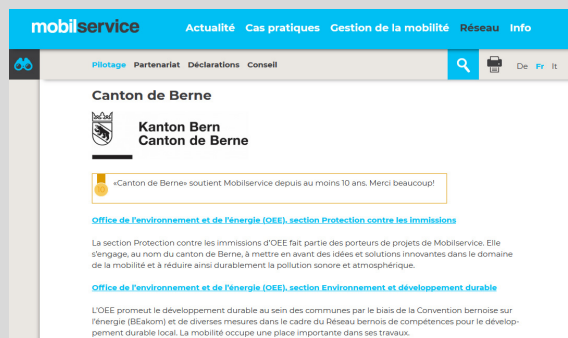 mobilservice
Actualité Cas pratiques Gestion de la mobilité Réseau Info
Pilotage Partenariat Déclarations Conseil
De Fr It
Canton de Berne
Kanton Bern
Canton de Berne
10
«Canton de Berne» soutient Mobilservice depuis au moins 10 ans. Merci beaucoup!
Office de l'environnement et de l'énergie (OEE), section Protection contre les immissions
La section Protection contre les immissions d'OEE fait partie des porteurs de projets de Mobilservice. Elle
s'engage, au nom du canton de Berne, à mettre en avant des idées et solutions innovantes dans le domaine
de la mobilité et à réduire ainsi durablement la pollution sonore et atmosphérique.
Office de l'environnement et de l'énergie (OEE), section Environnement et développement durable
L'OEE promeut le développement durable au sein des communes par le biais de la Convention bernoise sur
l'énergie (BEakom) et de diverses mesures dans le cadre du Réseau bernois de compétences pour le dévelop-
pement durable local. La mobilité occupe une place importante dans ses travaux.